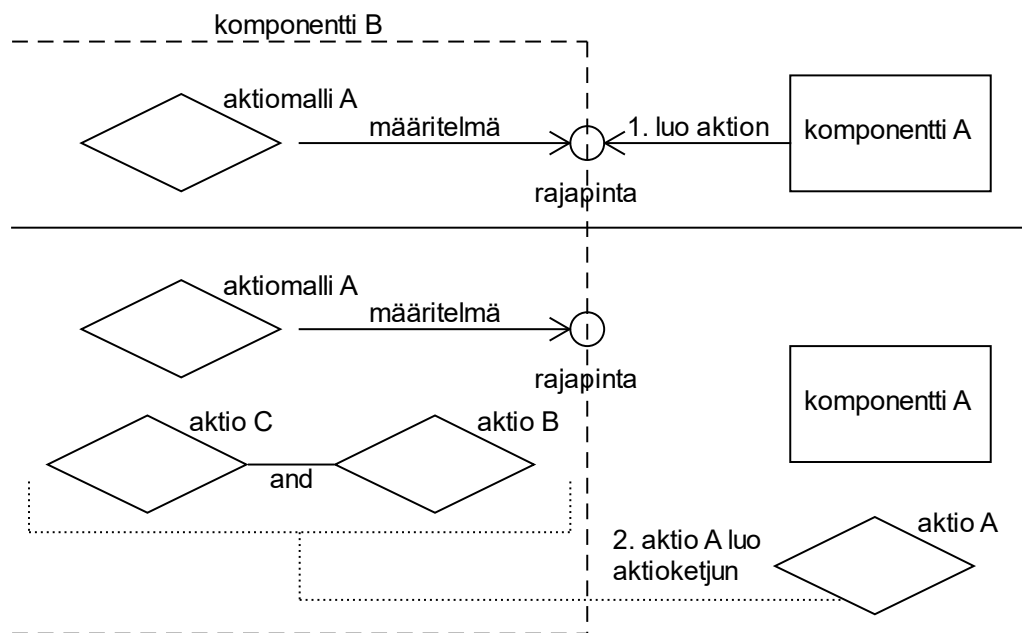 komponentti B
aktiomalli A
määritelmä
1. luo aktion
komponentti A
rajapinta
aktiomalli A
määritelmä
rajapinta
komponentti A
aktio C
aktio B
and
aktio A
2. aktio A luo
aktioketjun